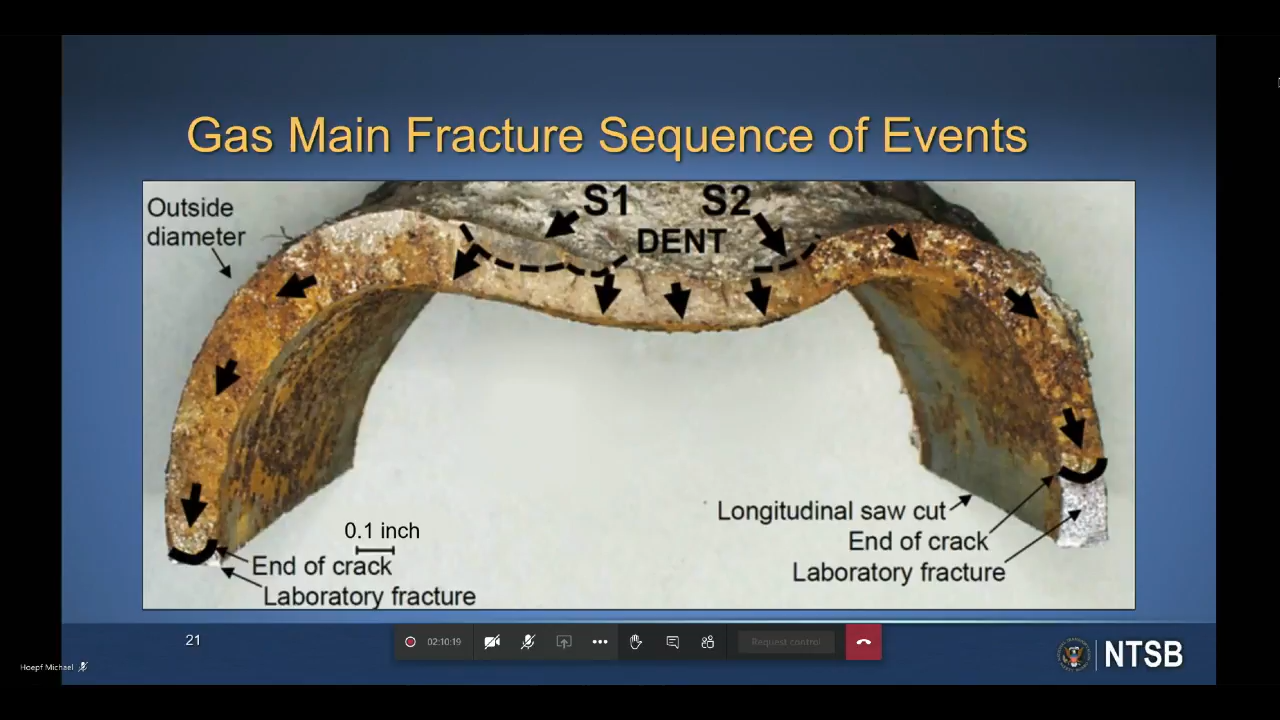 Gas Main Fracture Sequence of Events
Outside
diameter
S1
S2
DENT
0.1 inch
End of crack
Laboratory fracture
Longitudinal saw cut
End of crack
Laboratory fracture
21
02:10:19
Request control
NTSB
Hoepf Michael